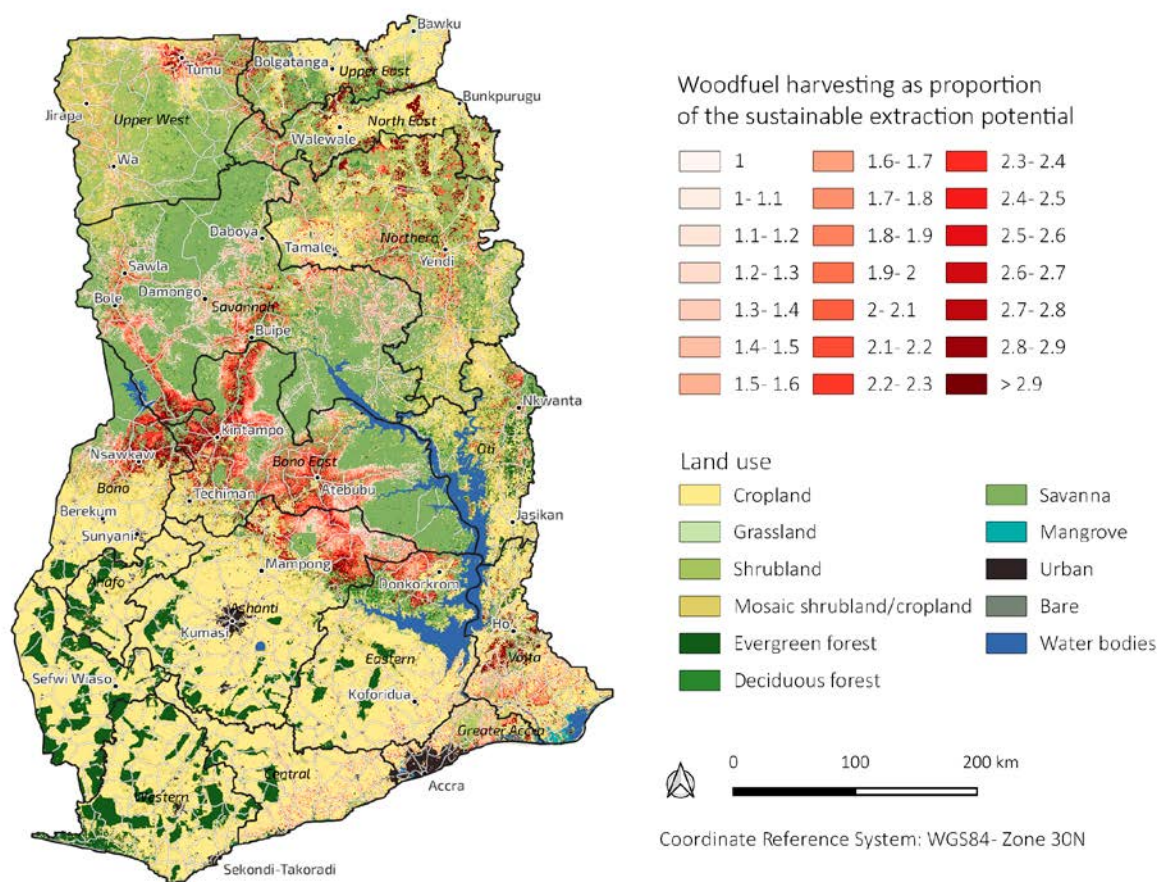 Bawku
Bolgatanga
Tumu
Upper East
Bunkpurugu
Jirapa
Upper West
North East
Walewale
Wa
Daboya
Tamale
Northern
Yendi
Sawla
Damongo
Bole
Savannah
Buipe
Nkwanta
Kintampo
Oti
Nsawkaw
Bono East
Bono
Techiman
Atebubu
Berekum
Jasikan
Sunyani
Mampong
Donkorkrom
Ahafo
Ashanti
Ho
Kumasi
Volta
Eastern
Sefwi Wiaso
Koforidua
Greater Accra
Central
Accra
Western
Sekondi-Takoradi
Woodfuel harvesting as proportion
of the sustainable extraction potential
1
1- 1.1
1.1- 1.2
1.2- 1.3
1.3- 1.4
1.4- 1.5
1.5- 1.6
1.6- 1.7
1.7- 1.8
1.8- 1.9
1.9- 2
2- 2.1
2.1- 2.2
2.2- 2.3
2.3- 2.4
2.4- 2.5
2.5- 2.6
2.6- 2.7
2.7- 2.8
2.8- 2.9
> 2.9
Land use
Cropland
Grassland
Shrubland
Mosaic shrubland/cropland
Evergreen forest
Deciduous forest
Savanna
Mangrove
Urban
Bare
Water bodies
0 100 200 km
Coordinate Reference System: WGS84- Zone 30N